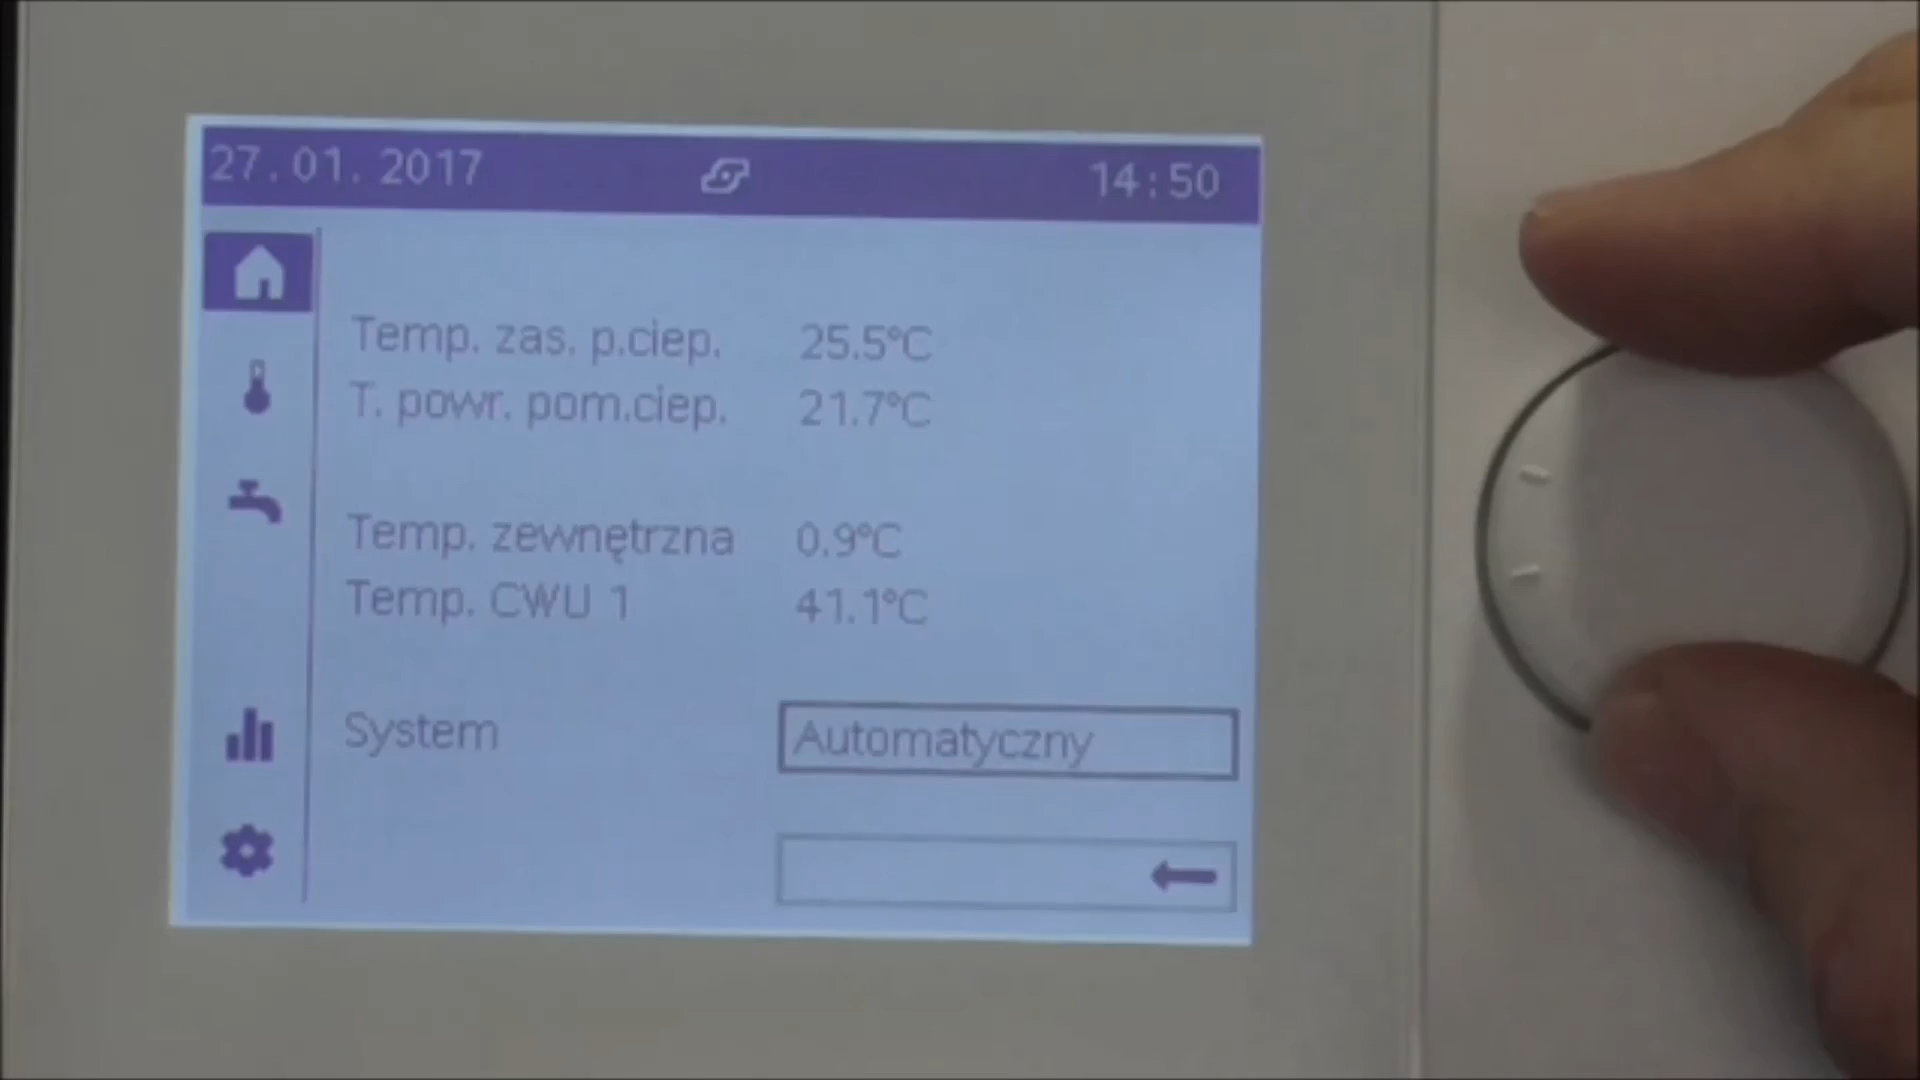 27.01.2017 14:50
Temp. zas. p.ciep. 25.5°C
T. powr. pom.ciep. 21.7°C
Temp. zewnętrzna 0.9°C
Temp. CWU 1 41.1°C
System Automatyczny